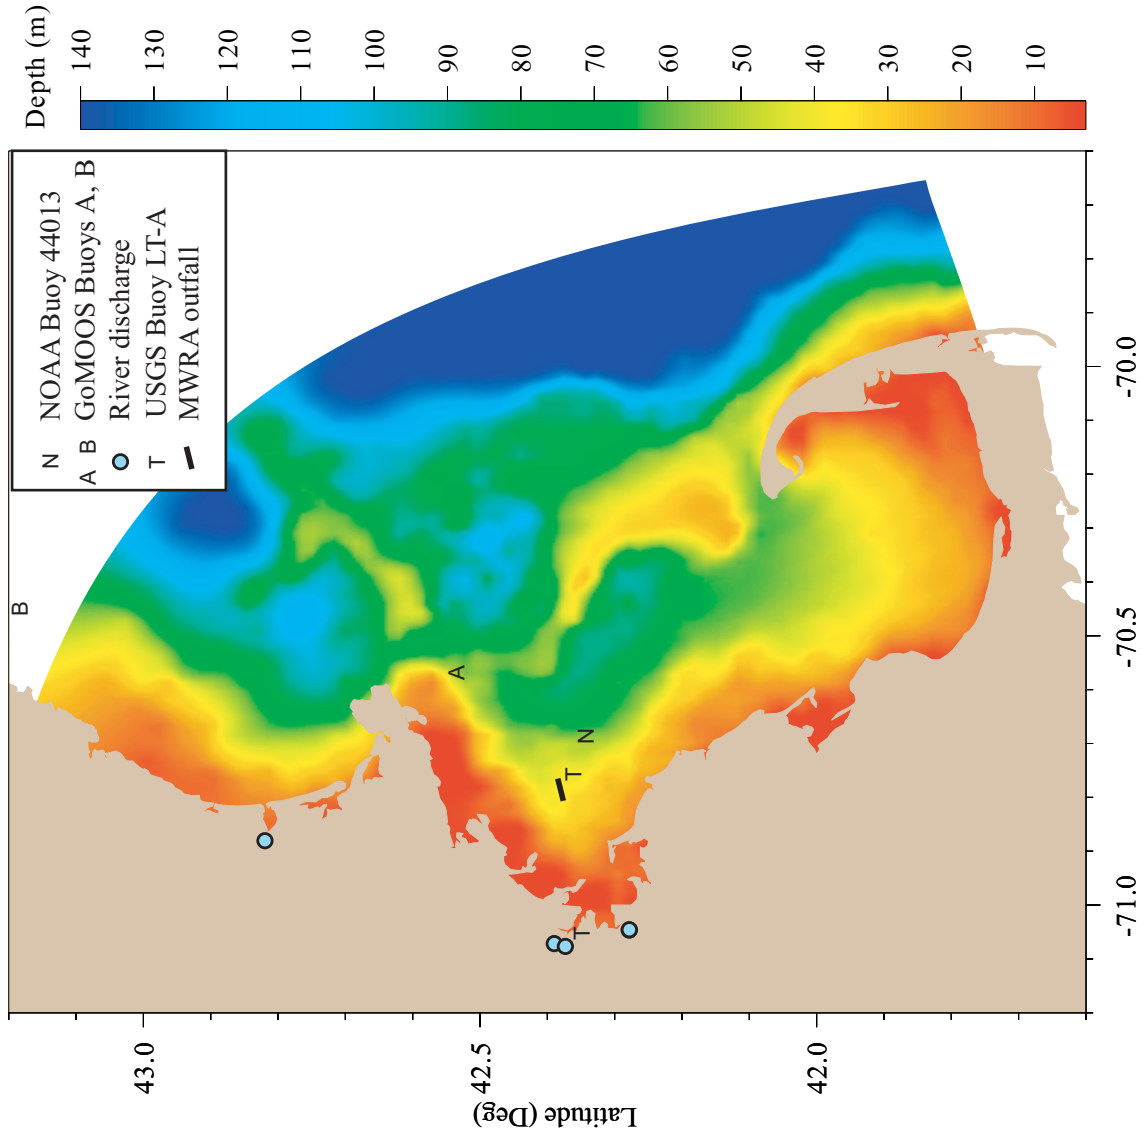 Depth (m)
140
130
120
110
100
90
80
70
60
50
40
30
20
10
N NOAA Buoy 44013
A B GoMOOS Buoys A, B
River discharge
T USGS Buoy LT-A
MWRA outfall
B
A
N
T
T
-70.0
-70.5
-71.0
43.0
42.5
42.0
Latitude (Deg)